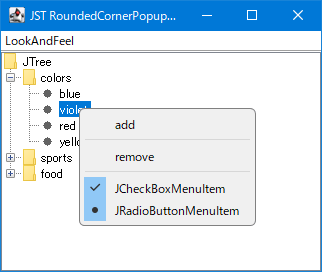 JST RoundedCornerPopup...
LookAndFeel
JTree
colors
blue
violet
red
yello
sports
food
add
remove
JCheckBoxMenuItem
JRadioButtonMenuItem